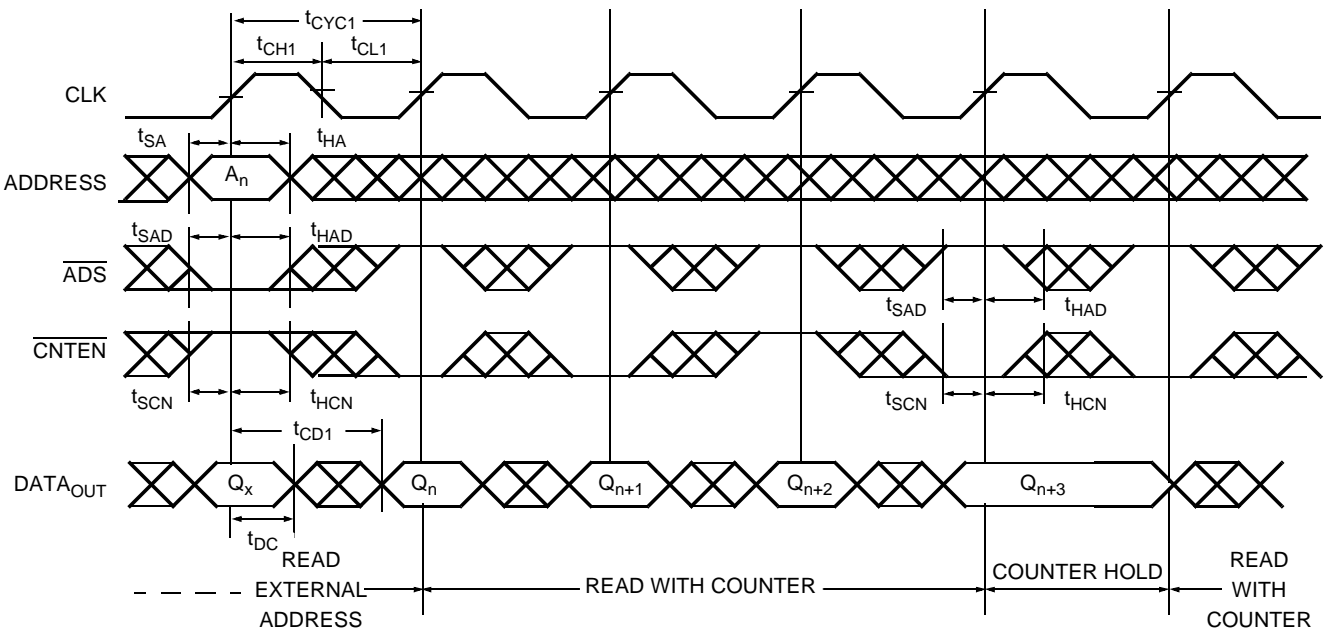 tCYC1
tCH1
tCL1
CLK
tSA
tHA
ADDRESS
An
tSAD
tHAD
ADS
tSAD
tHAD
CNTEN
tSCN
tHCN
tSCN
tHCN
tCD1
DATAOUT
Qx
Qn
Qn+1
Qn+2
Qn+3
tDC
READ
EXTERNAL
ADDRESS
READ WITH COUNTER
COUNTER HOLD
READ
WITH
COUNTER